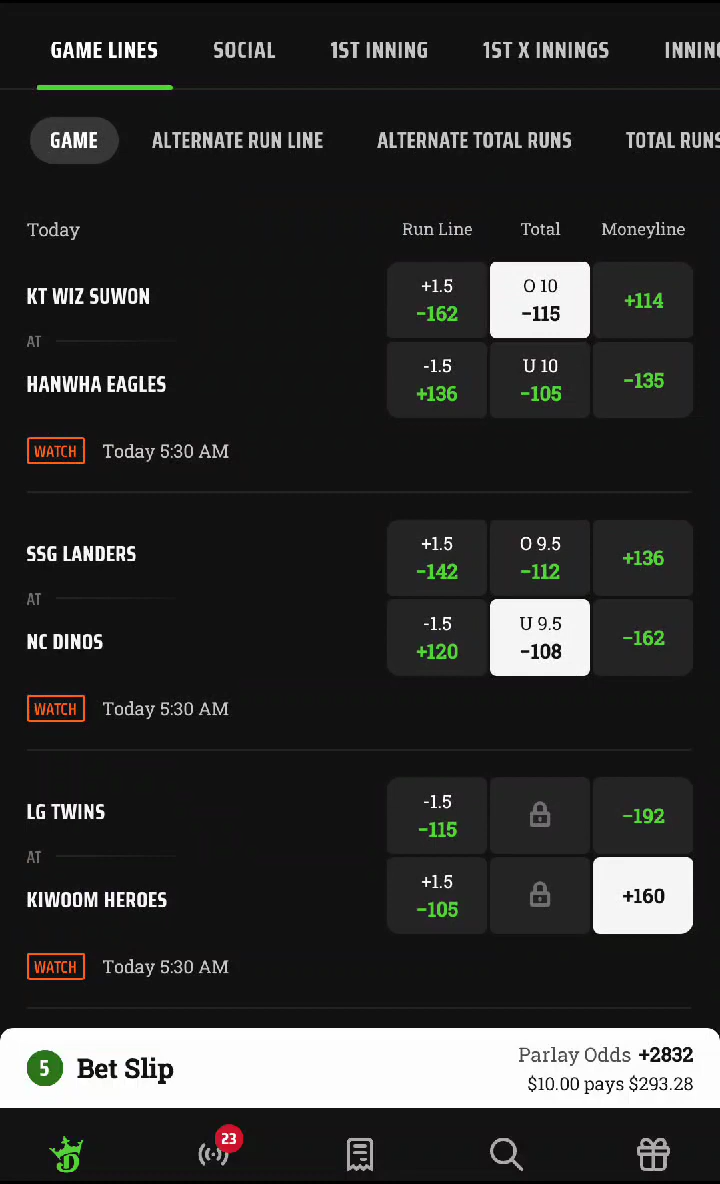 GAME LINES SOCIAL 1ST INNING 1ST X INNINGS INNIN
GAME ALTERNATE RUN LINE ALTERNATE TOTAL RUNS TOTAL RUNS
Today Run Line Total Moneyline
KT WIZ SUWON
+1.5 O 10
−162 −115 +114
AT
HANWHA EAGLES
-1.5 U 10
+136 −105 −135
WATCH Today 5:30 AM
SSG LANDERS
+1.5 O 9.5
−142 −112 +136
AT
NC DINOS
-1.5 U 9.5
+120 −108 −162
WATCH Today 5:30 AM
LG TWINS
-1.5
−115 −192
AT
KIWOOM HEROES
+1.5
−105 +160
WATCH Today 5:30 AM
5 Bet Slip
Parlay Odds +2832
$10.00 pays $293.28
23